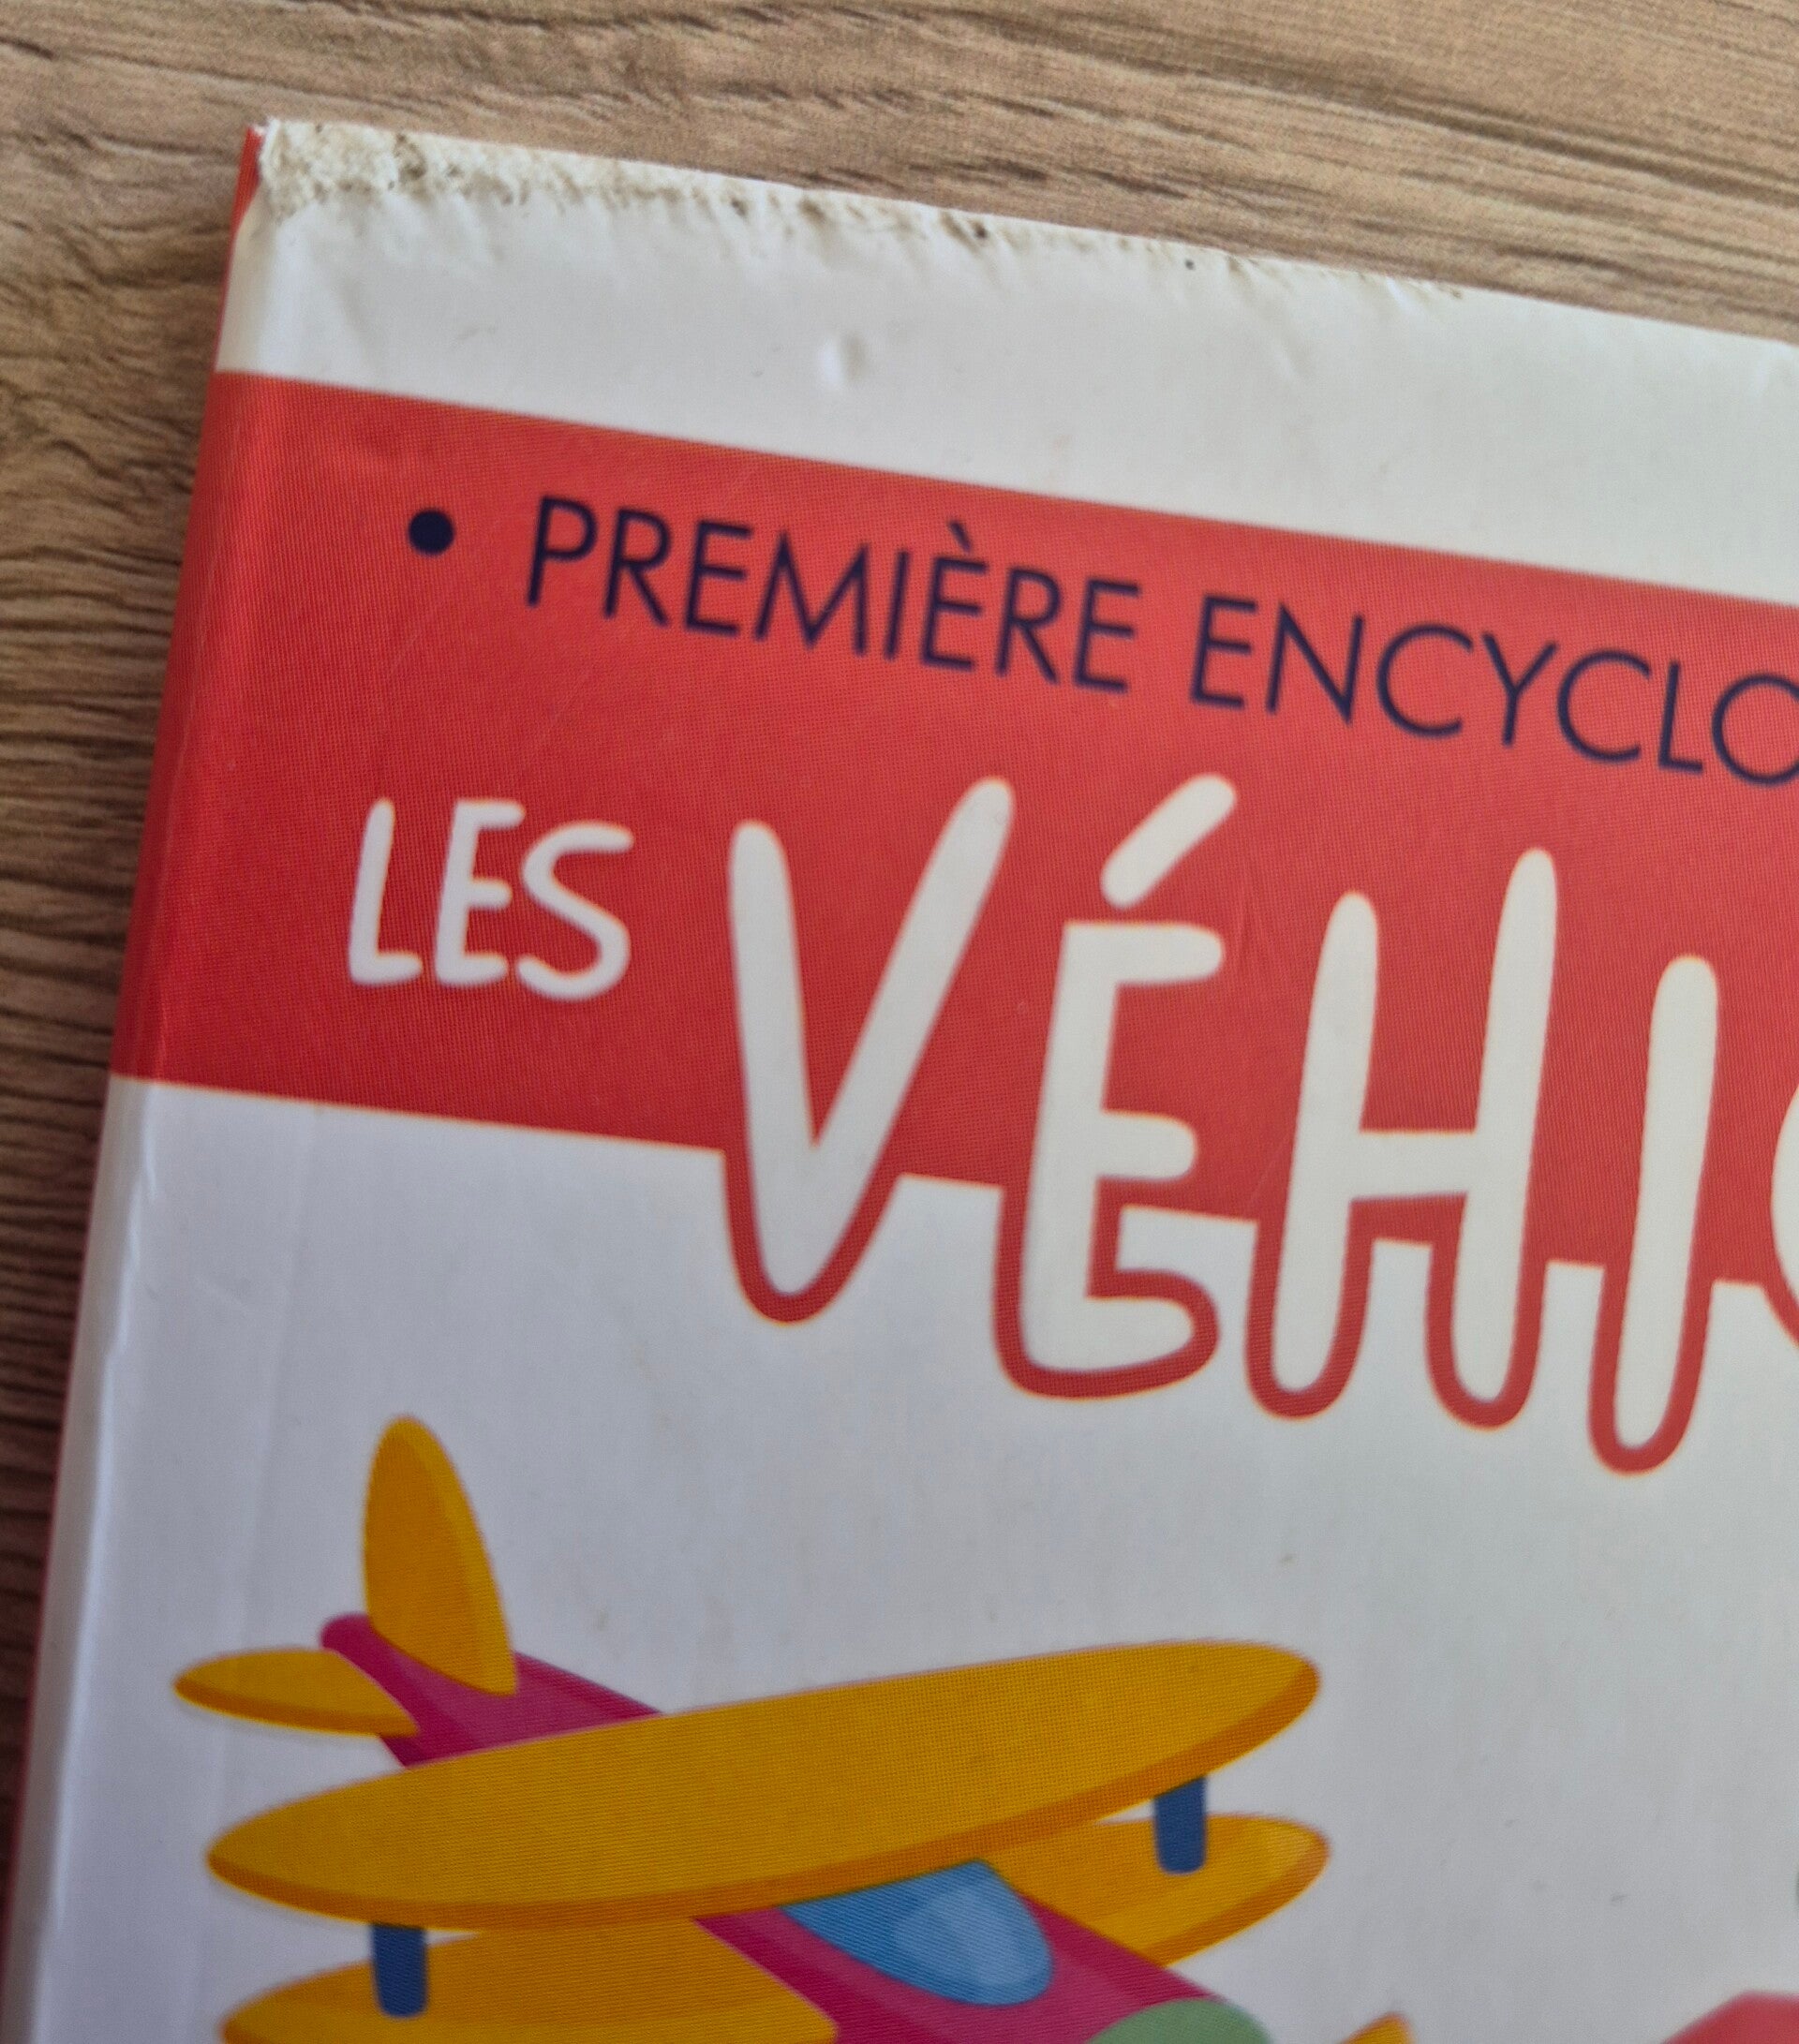 • PREMIÈRE ENCYCLO
LES VÉHI